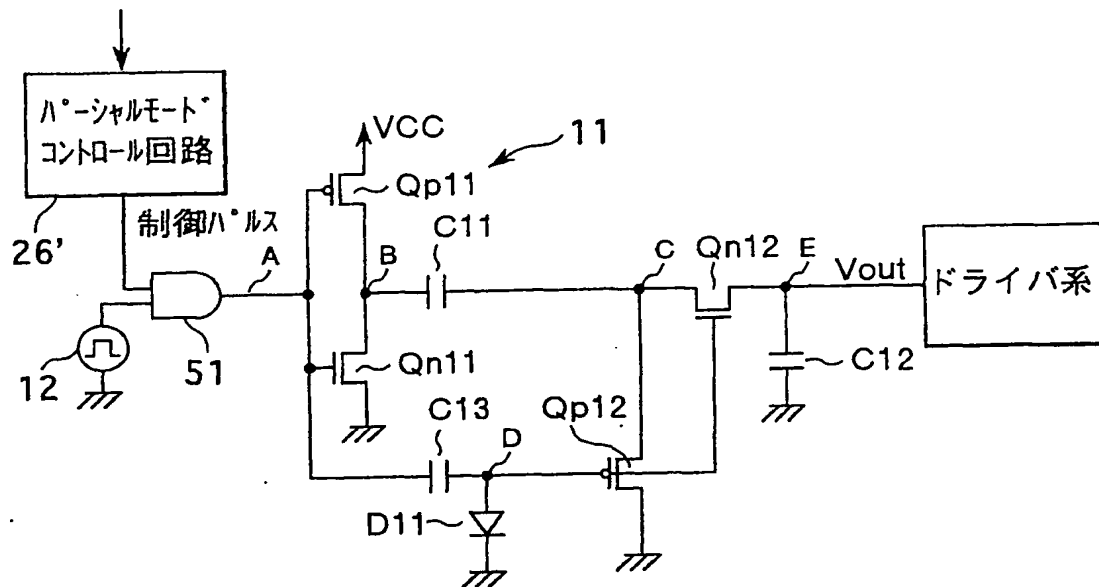 パーシャルモード
コントロール回路
26'
制御パルス
A
12
51
VCC
11
Qp11
B
C11
Qn11
C13
D
D11
Qp12
C
Qn12
E
Vout
C12
ドライバ系